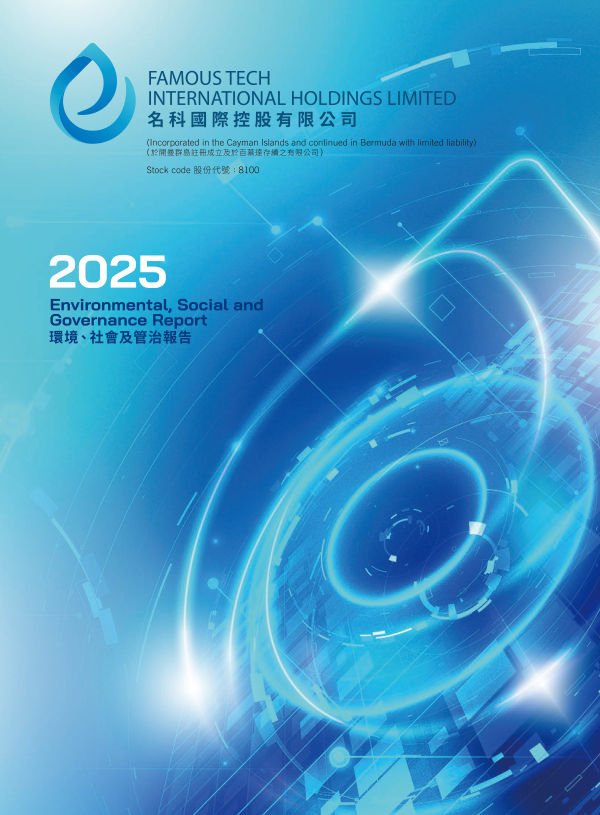 FAMOUS TECH
INTERNATIONAL HOLDINGS LIMITED
名科國際控股有限公司
(Incorporated in the Cayman Islands and continued in Bermuda with limited liability)
(於開曼群島註冊成立及於百慕達存續之有限公司)
Stock code 股份代號：8100
2025
Environmental, Social and
Governance Report
環境、社會及管治報告